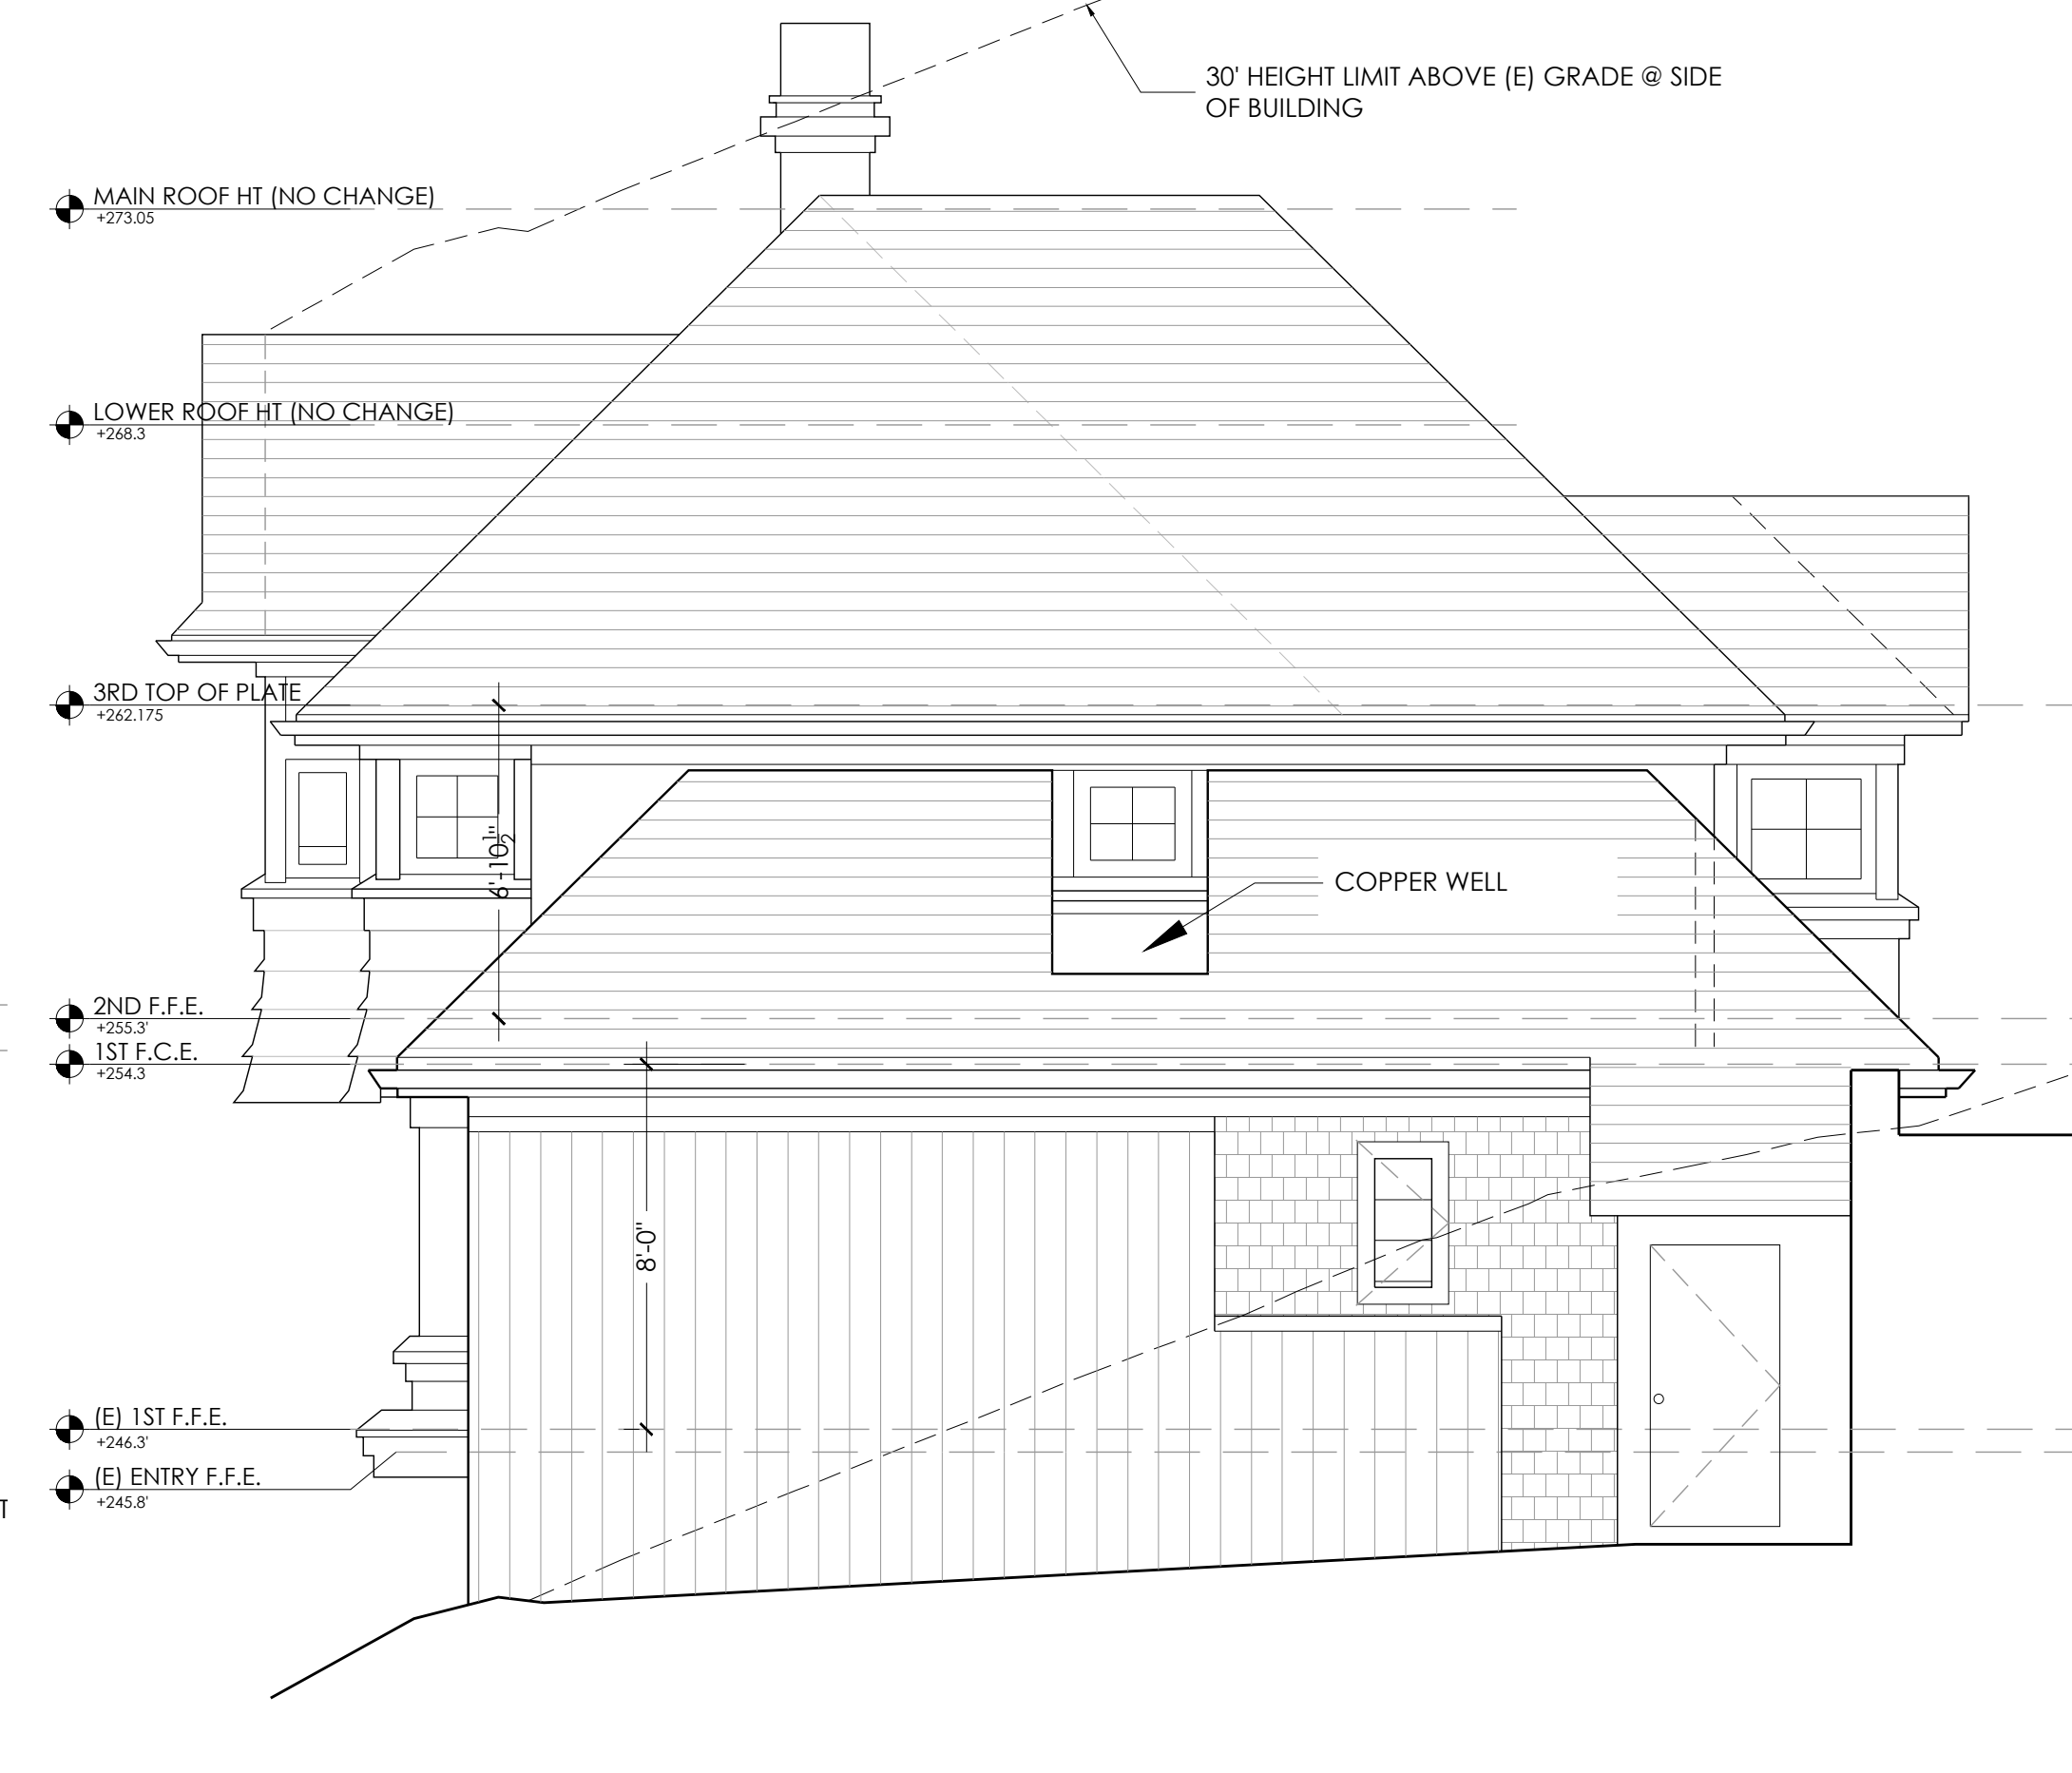 30' HEIGHT LIMIT ABOVE (E) GRADE @ SIDE
OF BUILDING
MAIN ROOF HT (NO CHANGE)
+273.05
LOWER ROOF HT (NO CHANGE)
+268.3
3RD TOP OF PLATE
+262.175
6'-10 1/2"
COPPER WELL
2ND F.F.E.
+255.3'
1ST F.C.E.
+254.3
8'-0"
(E) 1ST F.F.E.
+246.3'
(E) ENTRY F.F.E.
+245.8'
T